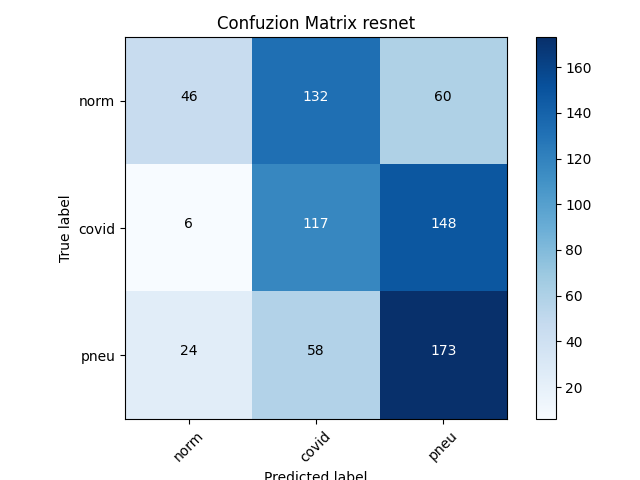 Confuzion Matrix resnet
norm 46 132 60
covid 6 117 148
pneu 24 58 173
norm covid pneu
True label
Predicted label
160
140
120
100
80
60
40
20